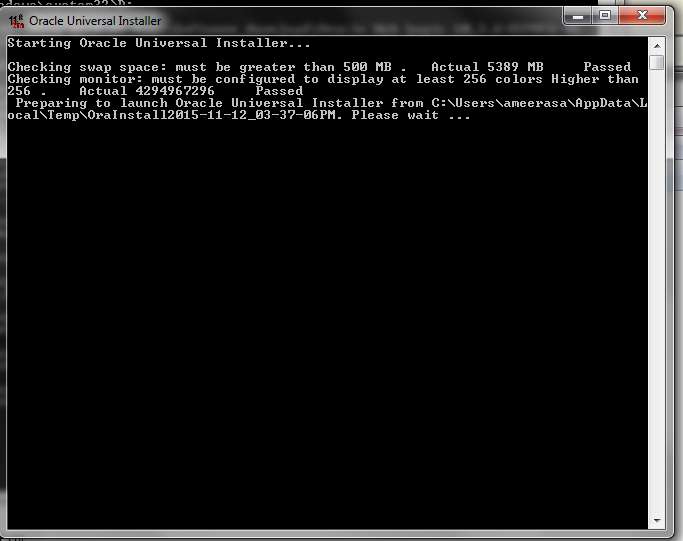 ndows\system32\D:
Oracle Universal Installer
Starting Oracle Universal Installer...
Checking swap space: must be greater than 500 MB .   Actual 5389 MB     Passed
Checking monitor: must be configured to display at least 256 colors Higher than
256 .    Actual 4294967296     Passed
 Preparing to launch Oracle Universal Installer from C:\Users\ameerasa\AppData\L
ocal\Temp\OraInstall2015-11-12_03-37-06PM. Please wait ...